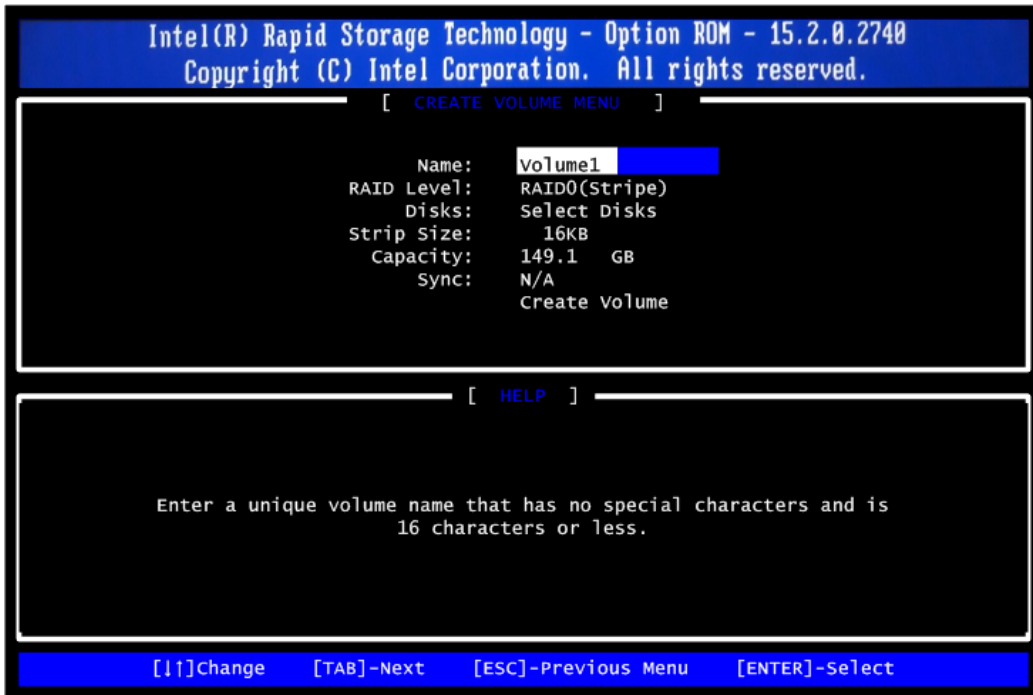 Intel(R) Rapid Storage Technology - Option ROM - 15.2.0.2740
Copyright (C) Intel Corporation. All rights reserved.
[ CREATE VOLUME MENU ]
Name: Volume1
RAID Level: RAID0(Stripe)
Disks: Select Disks
Strip Size: 16KB
Capacity: 149.1 GB
Sync: N/A
Create Volume
[ HELP ]
Enter a unique volume name that has no special characters and is
16 characters or less.
[↓↑]Change [TAB]-Next [ESC]-Previous Menu [ENTER]-Select